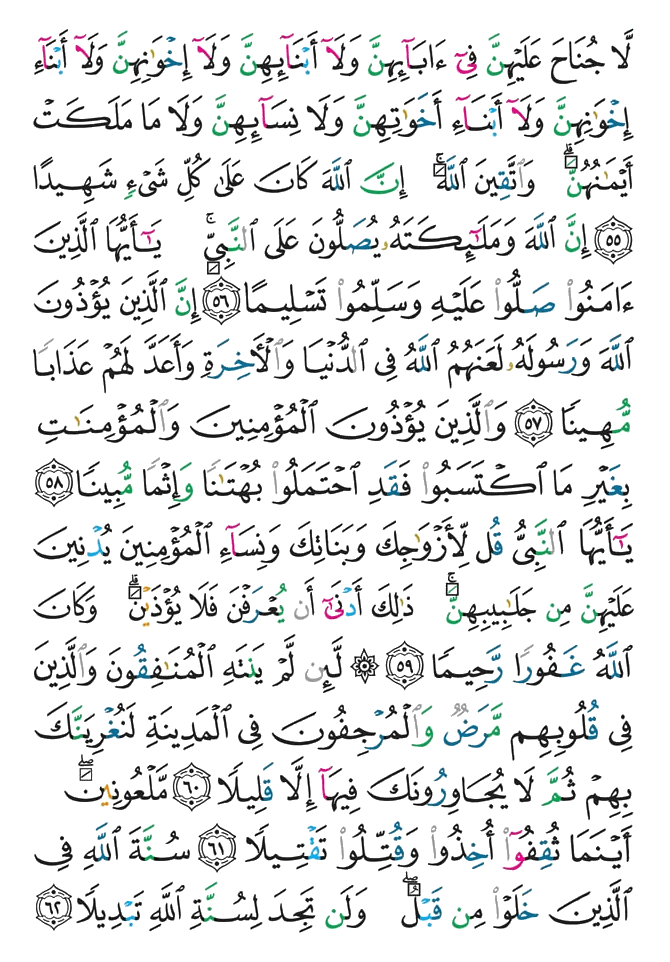 لَّا جُنَاحَ عَلَيْهِنَّ فِىٓ ءَابَآئِهِنَّ وَلَآ أَبْنَآئِهِنَّ وَلَآ إِخْوَٰنِهِنَّ وَلَآ أَبْنَآءِ
إِخْوَٰنِهِنَّ وَلَآ أَبْنَآءِ أَخَوَٰتِهِنَّ وَلَا نِسَآئِهِنَّ وَلَا مَا مَلَكَتْ
أَيْمَـٰنُهُنَّ ۗ وَٱتَّقِينَ ٱللَّهَ ۚ إِنَّ ٱللَّهَ كَانَ عَلَىٰ كُلِّ شَىْءٍ شَهِيدًا
٥٥ إِنَّ ٱللَّهَ وَمَلَـٰٓئِكَتَهُۥ يُصَلُّونَ عَلَى ٱلنَّبِىِّ ۚ يَـٰٓأَيُّهَا ٱلَّذِينَ
ءَامَنُوا۟ صَلُّوا۟ عَلَيْهِ وَسَلِّمُوا۟ تَسْلِيمًا ٥٦ إِنَّ ٱلَّذِينَ يُؤْذُونَ
ٱللَّهَ وَرَسُولَهُۥ لَعَنَهُمُ ٱللَّهُ فِى ٱلدُّنْيَا وَٱلْـَٔاخِرَةِ وَأَعَدَّ لَهُمْ عَذَابًا
مُّهِينًا ٥٧ وَٱلَّذِينَ يُؤْذُونَ ٱلْمُؤْمِنِينَ وَٱلْمُؤْمِنَـٰتِ
بِغَيْرِ مَا ٱكْتَسَبُوا۟ فَقَدِ ٱحْتَمَلُوا۟ بُهْتَـٰنًا وَإِثْمًا مُّبِينًا ٥٨
يَـٰٓأَيُّهَا ٱلنَّبِىُّ قُل لِّأَزْوَٰجِكَ وَبَنَاتِكَ وَنِسَآءِ ٱلْمُؤْمِنِينَ يُدْنِينَ
عَلَيْهِنَّ مِن جَلَـٰبِيبِهِنَّ ۚ ذَٰلِكَ أَدْنَىٰٓ أَن يُعْرَفْنَ فَلَا يُؤْذَيْنَ ۗ وَكَانَ
ٱللَّهُ غَفُورًا رَّحِيمًا ٥٩ ۞ لَّئِن لَّمْ يَنتَهِ ٱلْمُنَـٰفِقُونَ وَٱلَّذِينَ
فِى قُلُوبِهِم مَّرَضٌ وَٱلْمُرْجِفُونَ فِى ٱلْمَدِينَةِ لَنُغْرِيَنَّكَ
بِهِمْ ثُمَّ لَا يُجَاوِرُونَكَ فِيهَآ إِلَّا قَلِيلًا ٦٠ مَّلْعُونِينَ ۖ
أَيْنَمَا ثُقِفُوٓا۟ أُخِذُوا۟ وَقُتِّلُوا۟ تَقْتِيلًا ٦١ سُنَّةَ ٱللَّهِ فِى
ٱلَّذِينَ خَلَوْا۟ مِن قَبْلُ ۖ وَلَن تَجِدَ لِسُنَّةِ ٱللَّهِ تَبْدِيلًا ٦٢